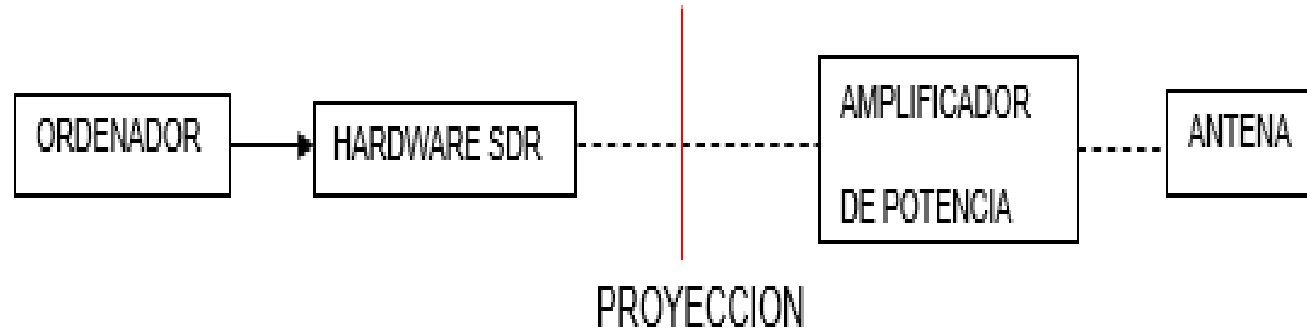 ORDENADOR
HARDWARE SDR
AMPLIFICADOR
DE POTENCIA
ANTENA
PROYECCION